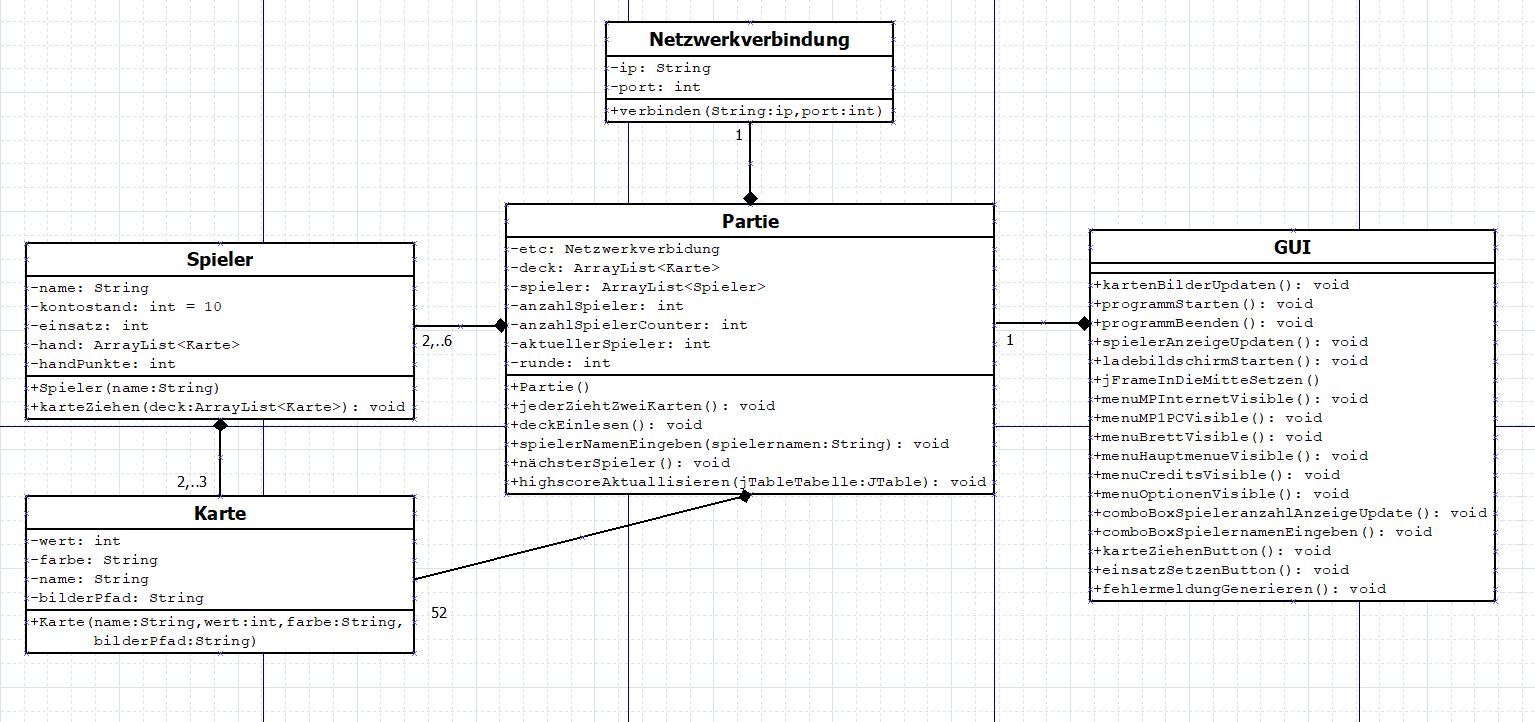 Netzwerkverbindung
-ip: String
-port: int
+verbinden(String:ip,port:int)
1
Partie
-etc: Netzwerkverbidung
-deck: ArrayList<Karte>
-spieler: ArrayList<Spieler>
-anzahlSpieler: int
-anzahlSpielerCounter: int
-aktuellerSpieler: int
-runde: int
+Partie()
+jederZiehtZweiKarten(): void
+deckEinlesen(): void
+spielerNamenEingeben(spielernamen:String): void
+nächsterSpieler(): void
+highscoreAktuallisieren(jTableTabelle:JTable): void
Spieler
-name: String
-kontostand: int = 10
-einsatz: int
-hand: ArrayList<Karte>
-handPunkte: int
+Spieler(name:String)
+karteZiehen(deck:ArrayList<Karte>): void
2,..6
2,..3
Karte
-wert: int
-farbe: String
-name: String
-bilderPfad: String
+Karte(name:String,wert:int,farbe:String,
bilderPfad:String)
52
1
GUI
+kartenBilderUpdaten(): void
+programmStarten(): void
+programmBeenden(): void
+spielerAnzeigeUpdaten(): void
+ladebildschirmStarten(): void
+jFrameInDieMitteSetzen()
+menuMPInternetVisible(): void
+menuMP1PCVisible(): void
+menuBrettVisible(): void
+menuHauptmenueVisible(): void
+menuCreditsVisible(): void
+menuOptionenVisible(): void
+comboBoxSpieleranzahlAnzeigeUpdate(): void
+comboBoxSpielernamenEingeben(): void
+karteZiehenButton(): void
+einsatzSetzenButton(): void
+fehlermeldungGenerieren(): void